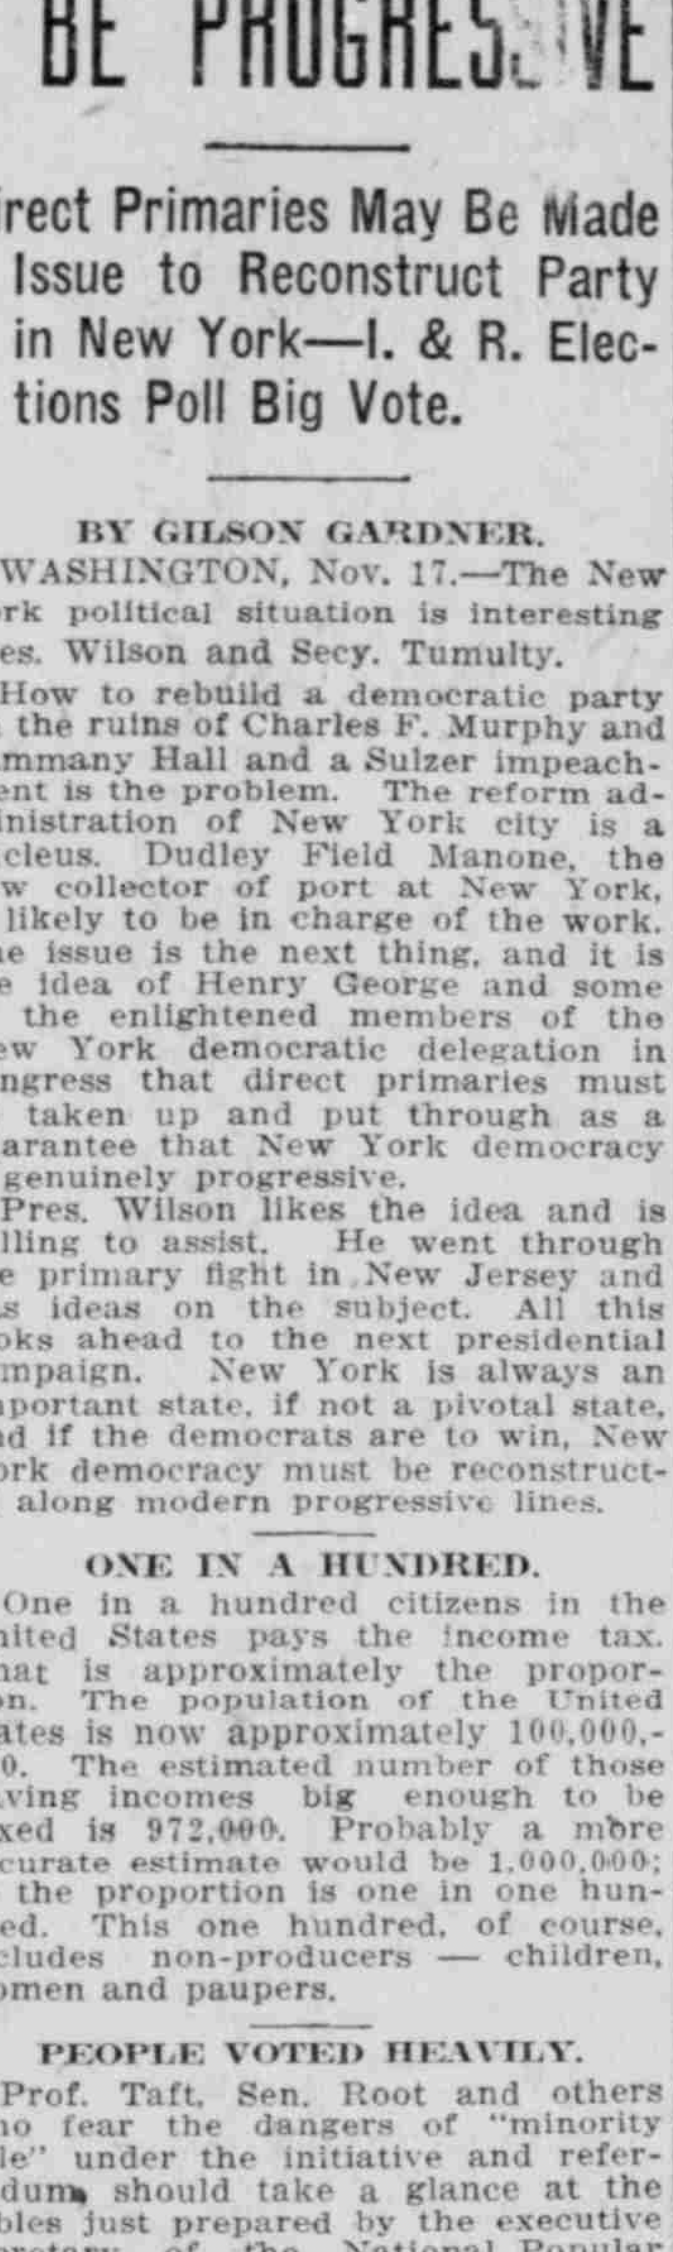 BE PROGRESSIVE
irect Primaries May Be Made
Issue to Reconstruct Party
in New York—I. & R. Elec-
tions Poll Big Vote.
BY GILSON GARDNER.
WASHINGTON, Nov. 17.—The New
rk political situation is interesting
es. Wilson and Secy. Tumulty.
How to rebuild a democratic party
the ruins of Charles F. Murphy and
mmany Hall and a Sulzer impeach-
ent is the problem. The reform ad-
inistration of New York city is a
cleus. Dudley Field Manone, the
w collector of port at New York,
likely to be in charge of the work.
e issue is the next thing, and it is
e idea of Henry George and some
the enlightened members of the
ew York democratic delegation in
ngress that direct primaries must
taken up and put through as a
arantee that New York democracy
genuinely progressive.
Pres. Wilson likes the idea and is
lling to assist. He went through
e primary fight in New Jersey and
s ideas on the subject. All this
oks ahead to the next presidential
mpaign. New York is always an
portant state, if not a pivotal state,
d if the democrats are to win, New
ork democracy must be reconstruct-
along modern progressive lines.
ONE IN A HUNDRED.
One in a hundred citizens in the
nited States pays the income tax.
hat is approximately the propor-
on. The population of the United
ates is now approximately 100,000,-
0. The estimated number of those
ving incomes big enough to be
xed is 972,000. Probably a more
curate estimate would be 1,000,000;
the proportion is one in one hun-
ed. This one hundred, of course,
cludes non-producers — children,
omen and paupers.
PEOPLE VOTED HEAVILY.
Prof. Taft, Sen. Root and others
ho fear the dangers of "minority
le" under the initiative and refer-
dum, should take a glance at the
bles just prepared by the executive
retary of the National Popular